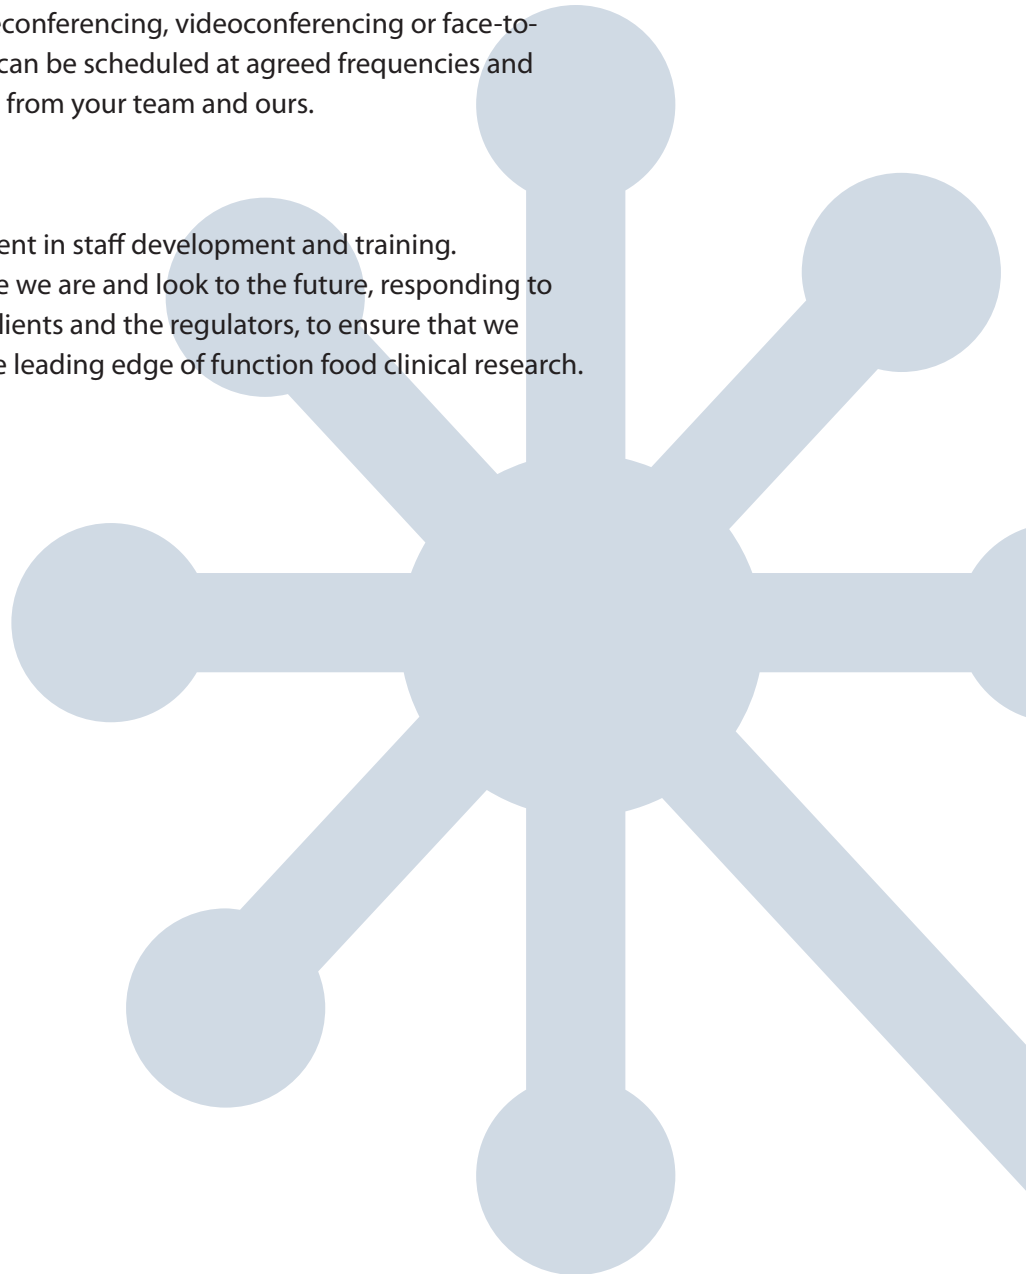 econferencing, videoconferencing or face-to-
can be scheduled at agreed frequencies and
from your team and ours.
ent in staff development and training.
e we are and look to the future, responding to
lients and the regulators, to ensure that we
e leading edge of function food clinical research.